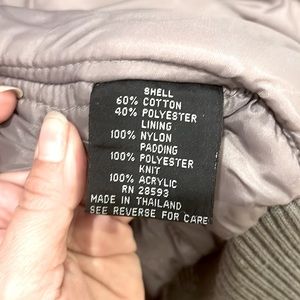 SHELL
60% COTTON
40% POLYESTER
LINING
100% NYLON
PADDING
100% POLYESTER
KNIT
100% ACRYLIC
RN 28593
MADE IN THAILAND
SEE REVERSE FOR CARE